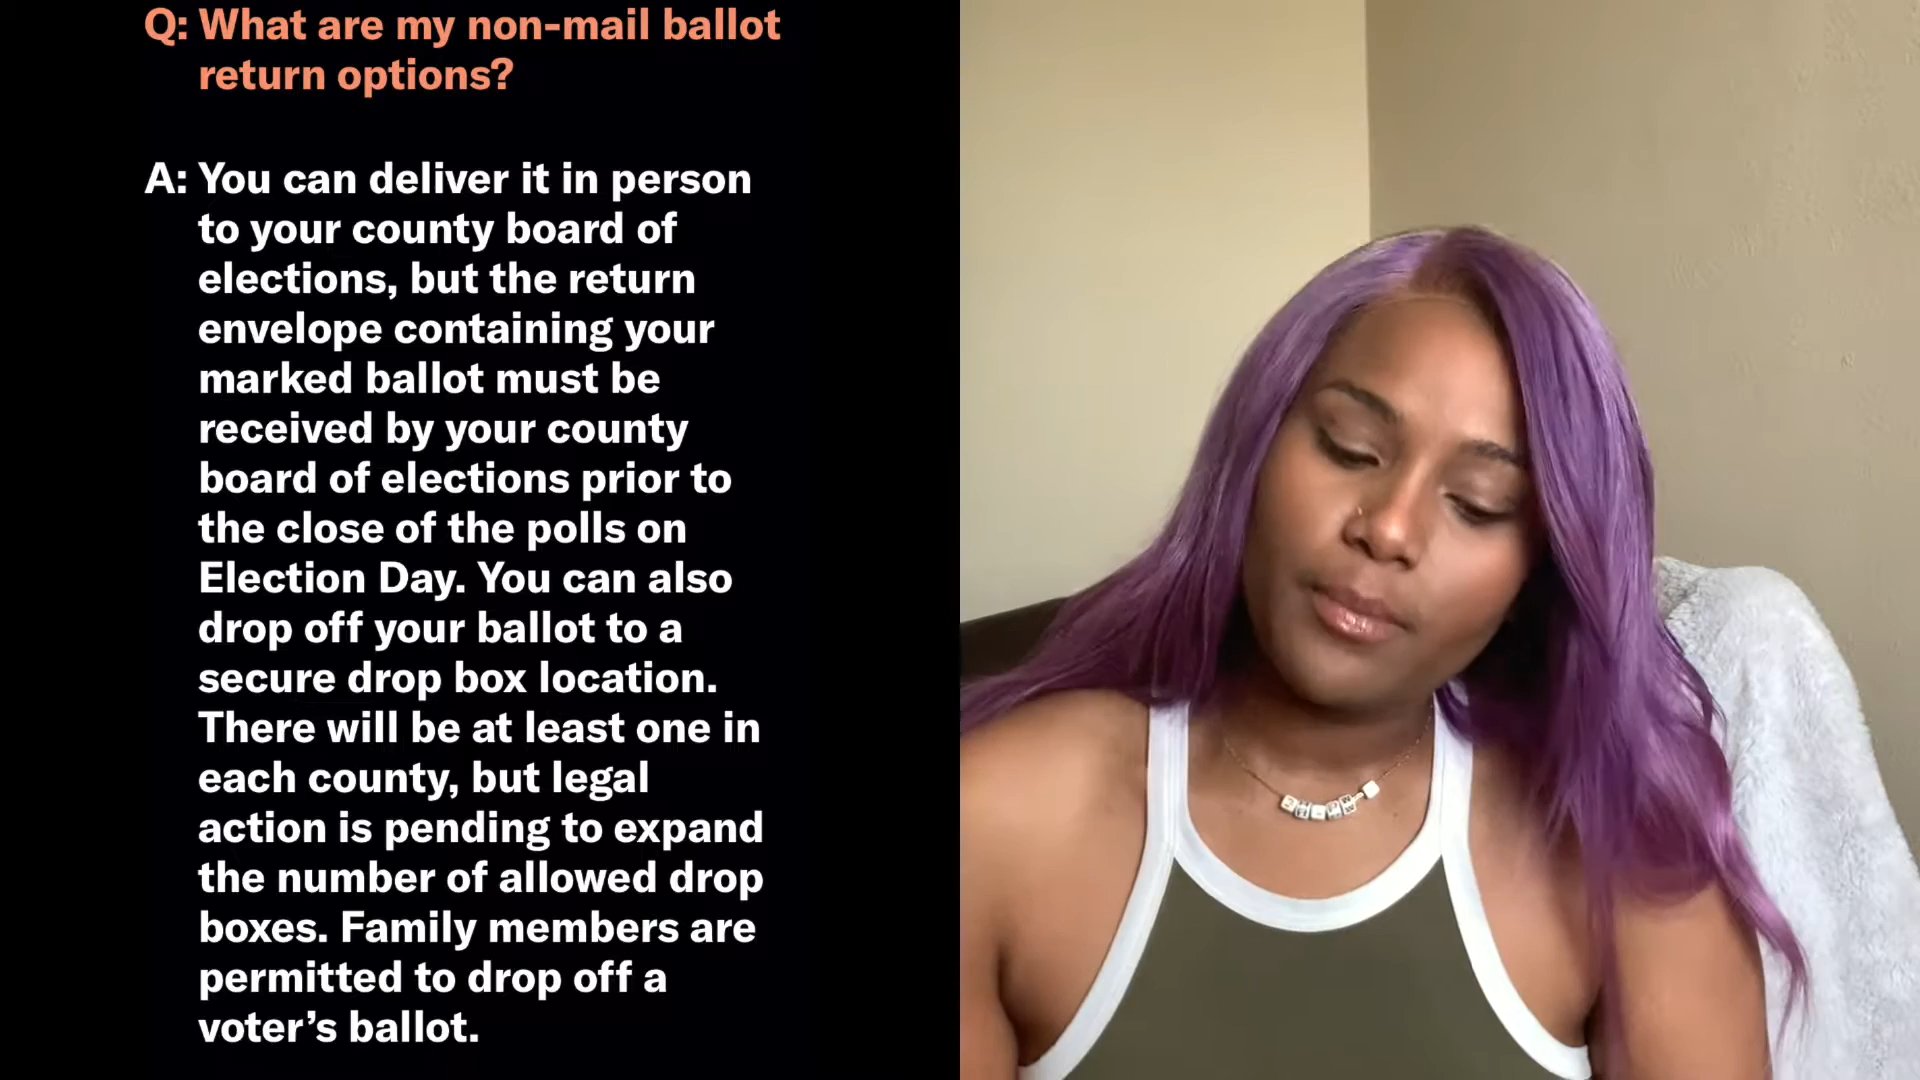 Q: What are my non-mail ballot
return options?
A: You can deliver it in person
to your county board of
elections, but the return
envelope containing your
marked ballot must be
received by your county
board of elections prior to
the close of the polls on
Election Day. You can also
drop off your ballot to a
secure drop box location.
There will be at least one in
each county, but legal
action is pending to expand
the number of allowed drop
boxes. Family members are
permitted to drop off a
voter’s ballot.